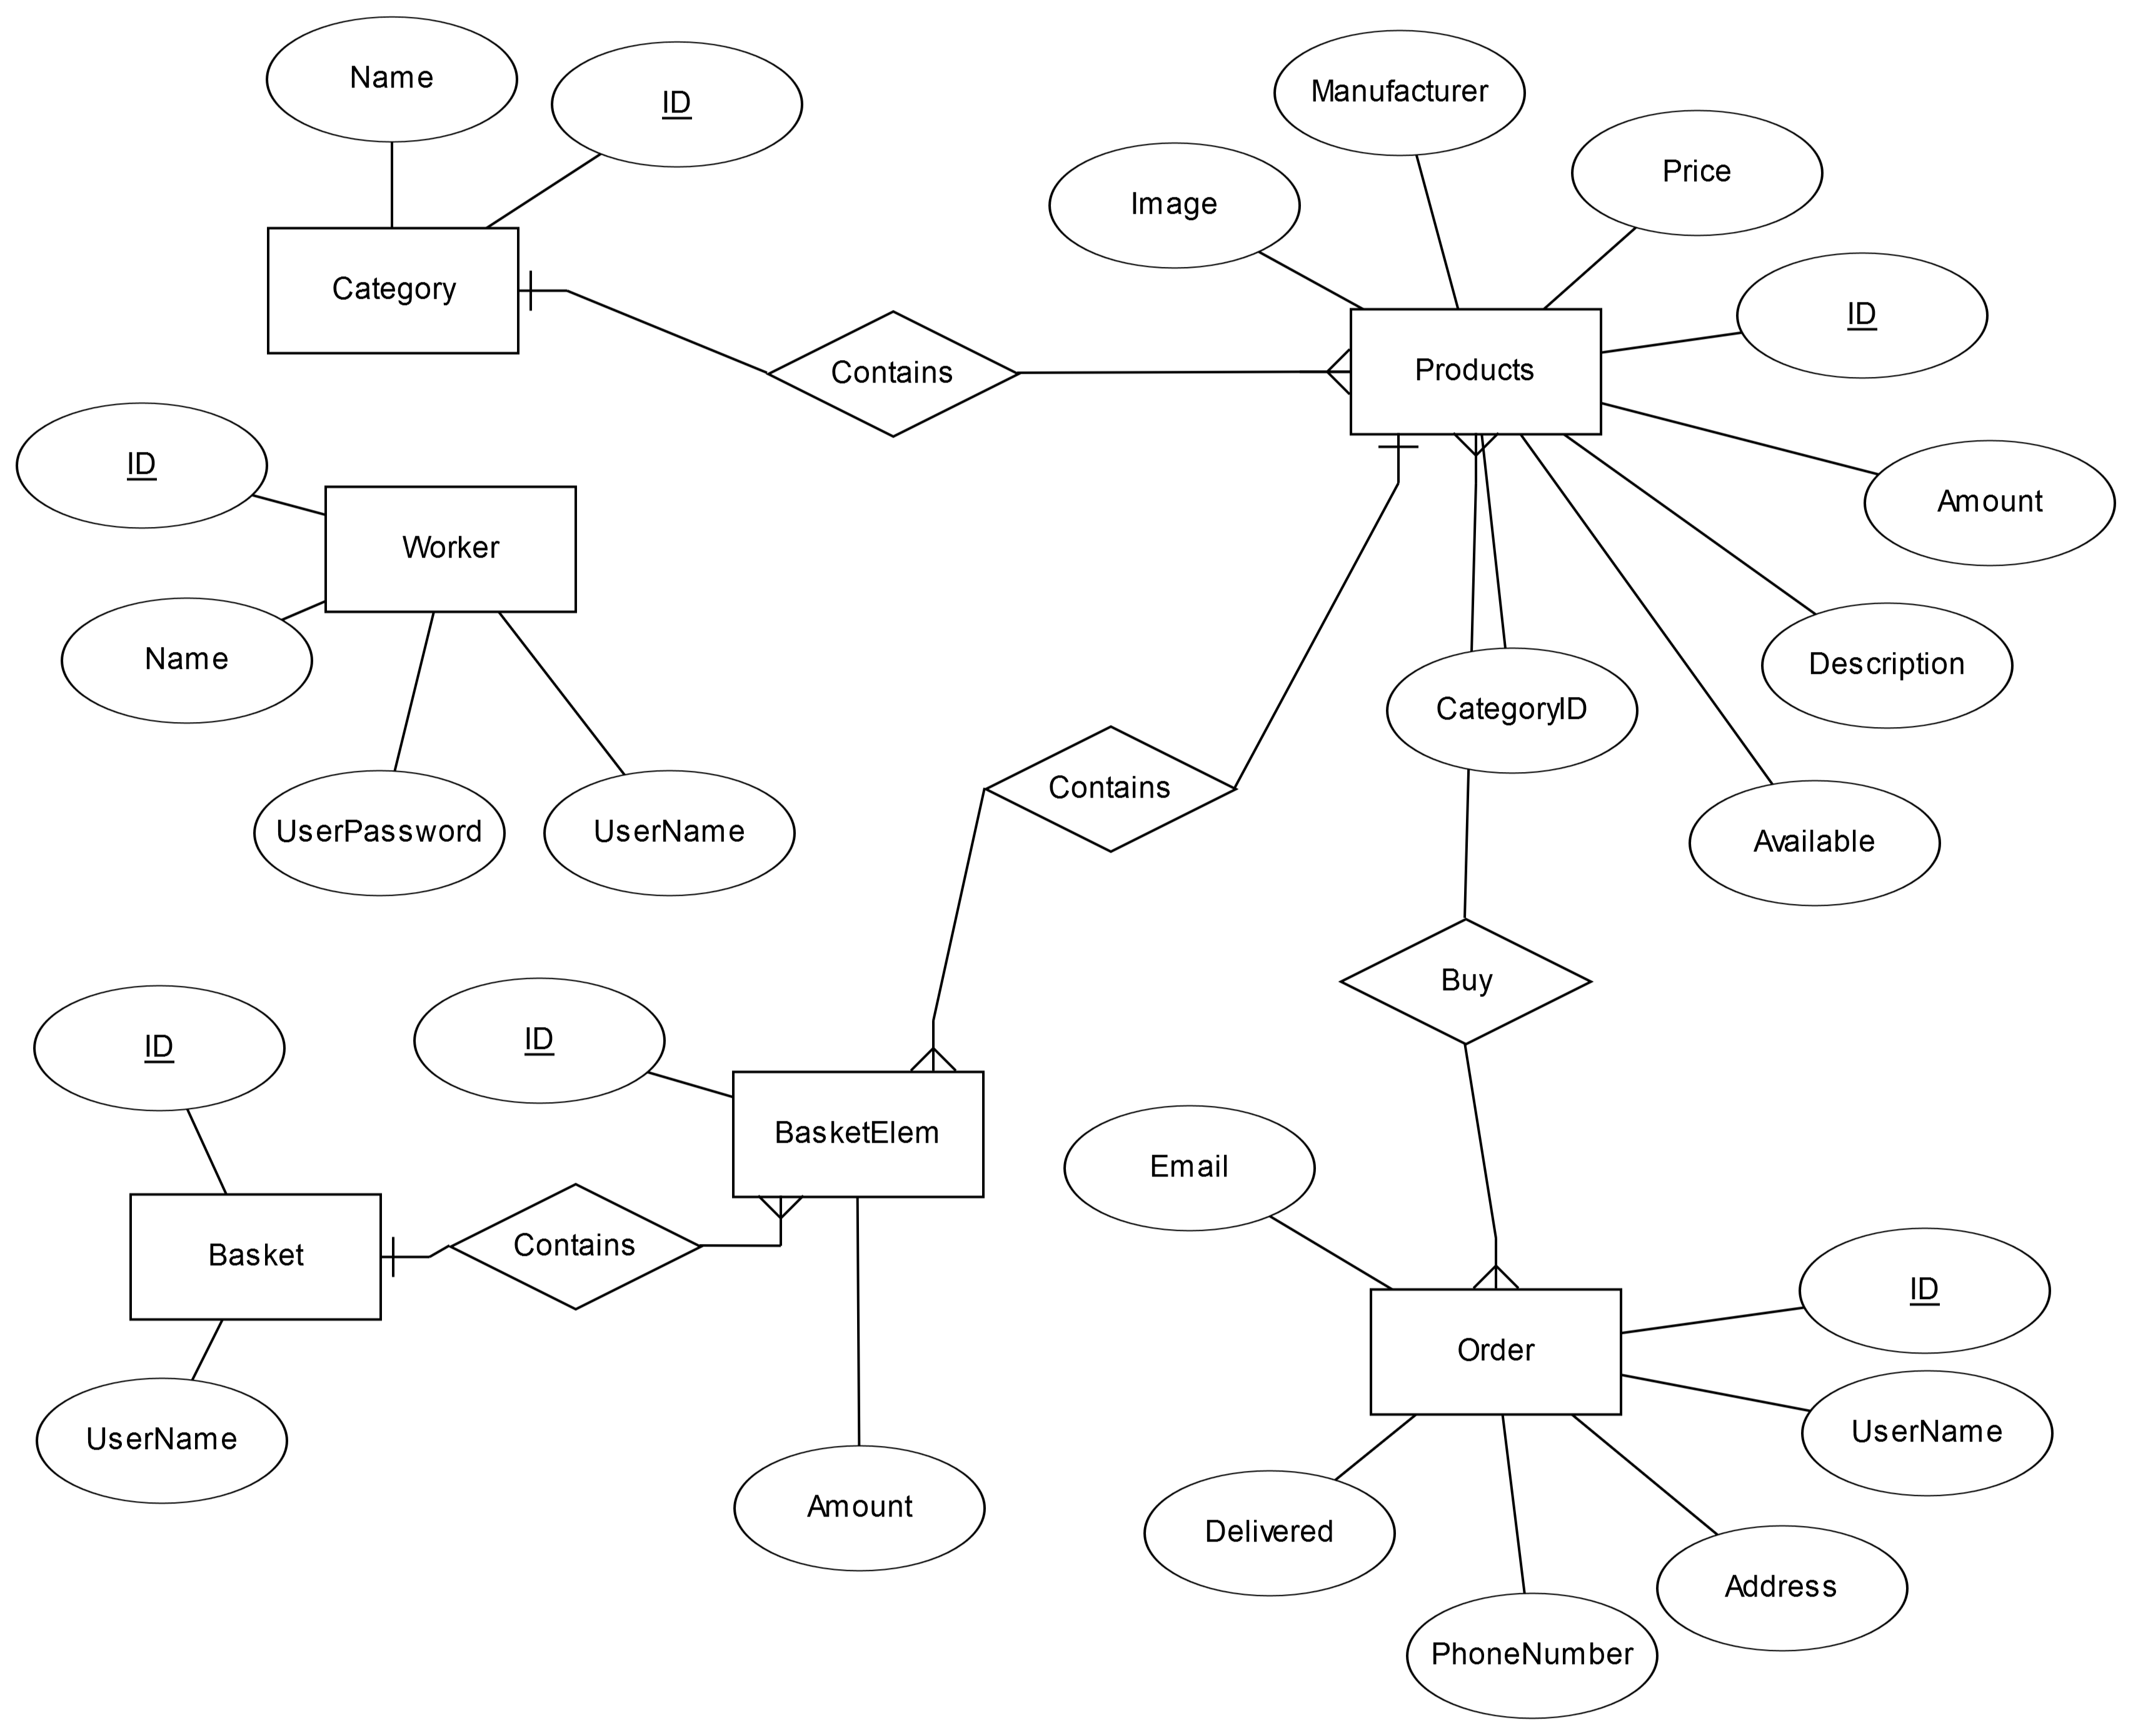 Name
ID
Manufacturer
Price
Image
ID
Category
Contains
Products
ID
Amount
Worker
Name
Description
CategoryID
Contains
UserPassword
UserName
Available
Buy
ID
ID
BasketElem
Email
Basket
Contains
ID
Order
UserName
UserName
Amount
Delivered
Address
PhoneNumber